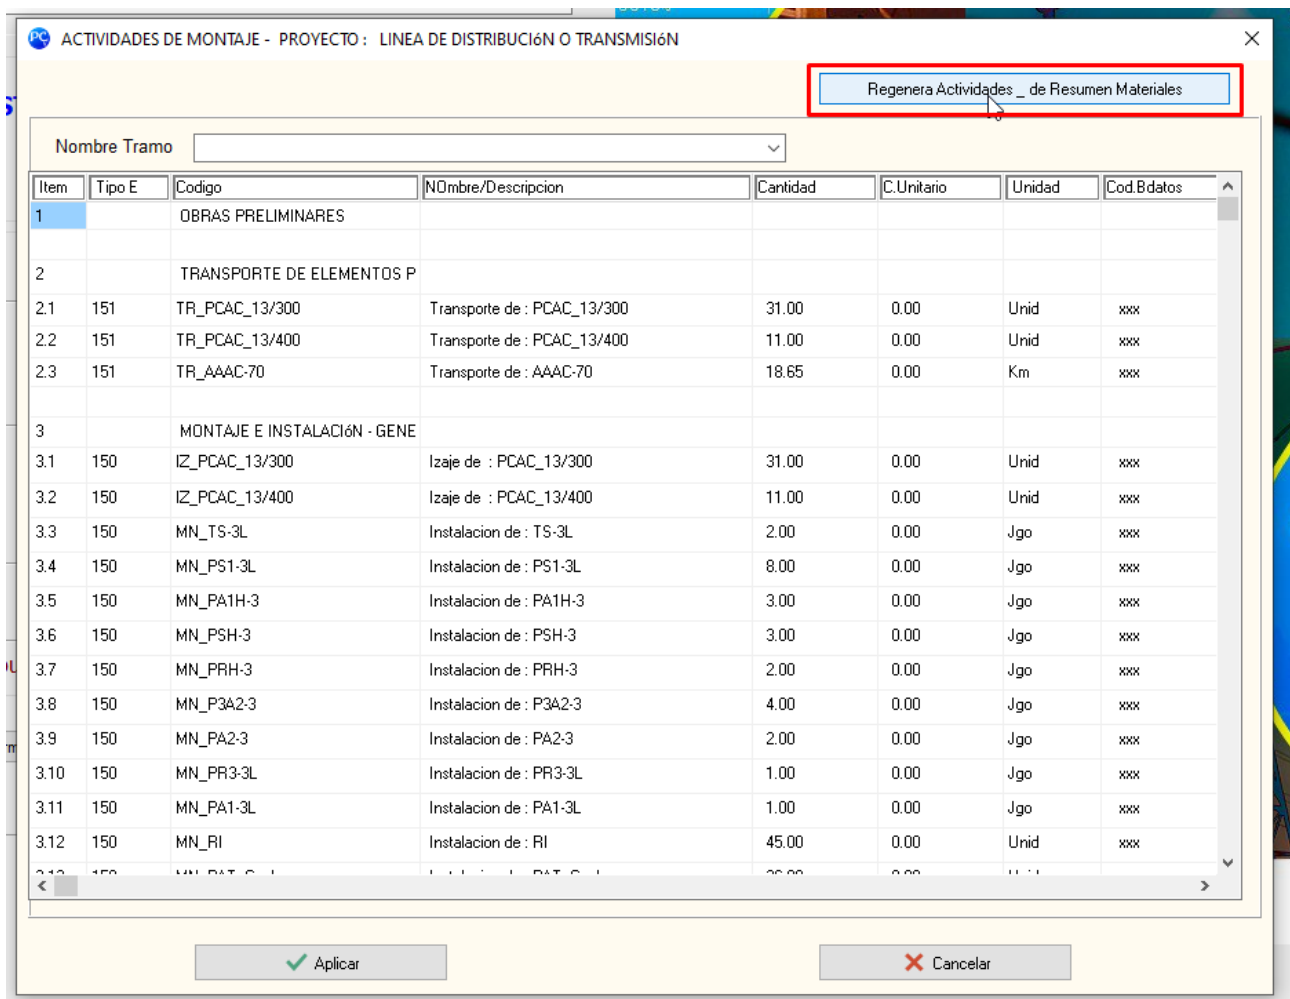 ACTIVIDADES DE MONTAJE - PROYECTO : LINEA DE DISTRIBUCIóN O TRANSMISIóN
Regenera Actividades _ de Resumen Materiales
Nombre Tramo
Item Tipo E Codigo NOmbre/Descripcion Cantidad C.Unitario Unidad Cod.Bdatos
1 OBRAS PRELIMINARES
2 TRANSPORTE DE ELEMENTOS P
2.1 151 TR_PCAC_13/300 Transporte de : PCAC_13/300 31.00 0.00 Unid xxx
2.2 151 TR_PCAC_13/400 Transporte de : PCAC_13/400 11.00 0.00 Unid xxx
2.3 151 TR_AAAC-70 Transporte de : AAAC-70 18.65 0.00 Km xxx
3 MONTAJE E INSTALACIóN - GENE
3.1 150 IZ_PCAC_13/300 Izaje de : PCAC_13/300 31.00 0.00 Unid xxx
3.2 150 IZ_PCAC_13/400 Izaje de : PCAC_13/400 11.00 0.00 Unid xxx
3.3 150 MN_TS-3L Instalacion de : TS-3L 2.00 0.00 Jgo xxx
3.4 150 MN_PS1-3L Instalacion de : PS1-3L 8.00 0.00 Jgo xxx
3.5 150 MN_PA1H-3 Instalacion de : PA1H-3 3.00 0.00 Jgo xxx
3.6 150 MN_PSH-3 Instalacion de : PSH-3 3.00 0.00 Jgo xxx
3.7 150 MN_PRH-3 Instalacion de : PRH-3 2.00 0.00 Jgo xxx
3.8 150 MN_P3A2-3 Instalacion de : P3A2-3 4.00 0.00 Jgo xxx
3.9 150 MN_PA2-3 Instalacion de : PA2-3 2.00 0.00 Jgo xxx
3.10 150 MN_PR3-3L Instalacion de : PR3-3L 1.00 0.00 Jgo xxx
3.11 150 MN_PA1-3L Instalacion de : PA1-3L 1.00 0.00 Jgo xxx
3.12 150 MN_RI Instalacion de : RI 45.00 0.00 Unid xxx
Aplicar Cancelar